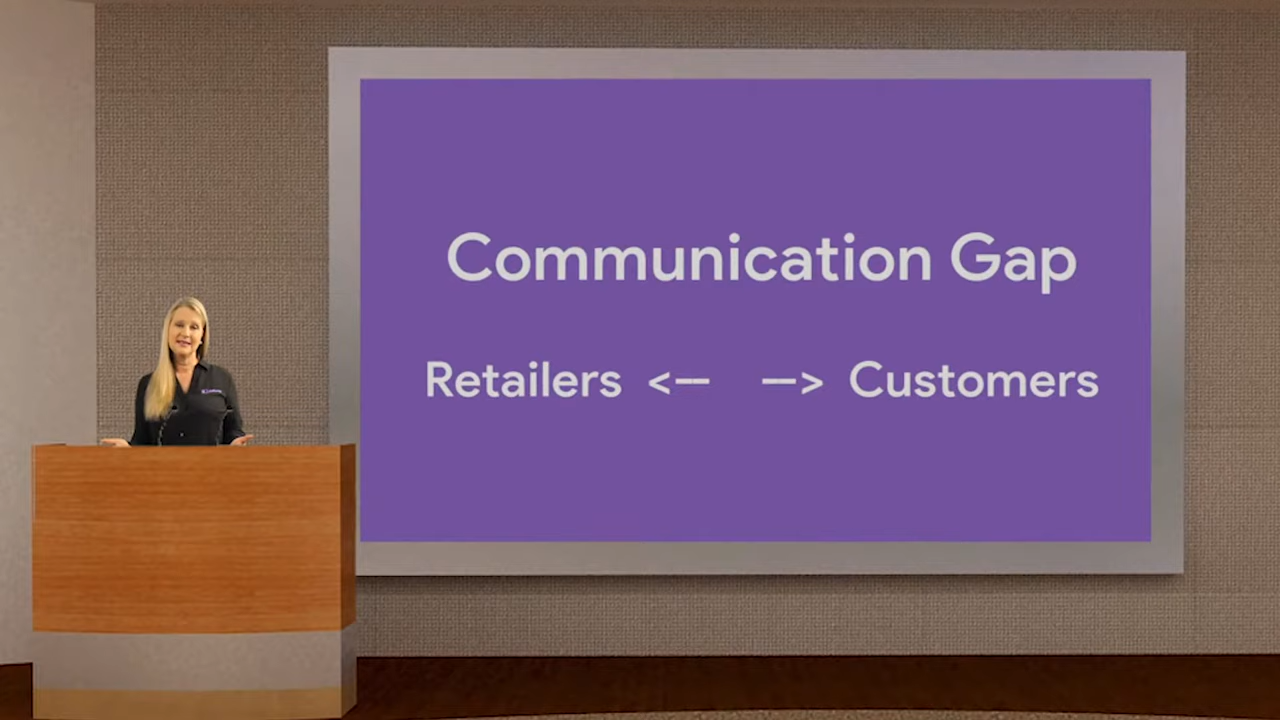 Communication Gap
Retailers <-- --> Customers